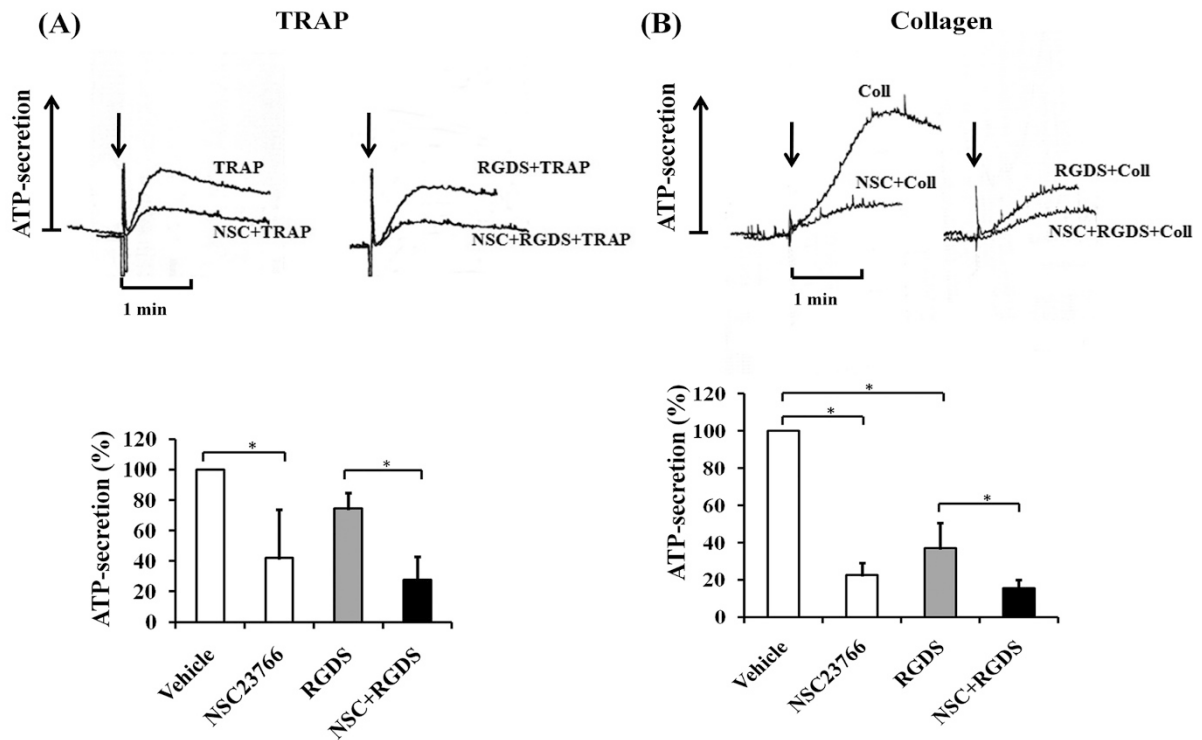 (A)
TRAP
ATP-secretion
TRAP
NSC+TRAP
1 min
RGDS+TRAP
NSC+RGDS+TRAP
ATP-secretion (%)
120
100
80
60
40
20
0
*
*
Vehicle
NSC23766
RGDS
NSC+RGDS
(B)
Collagen
ATP-secretion
Coll
NSC+Coll
1 min
RGDS+Coll
NSC+RGDS+Coll
ATP-secretion (%)
120
100
80
60
40
20
0
*
*
*
Vehicle
NSC23766
RGDS
NSC+RGDS